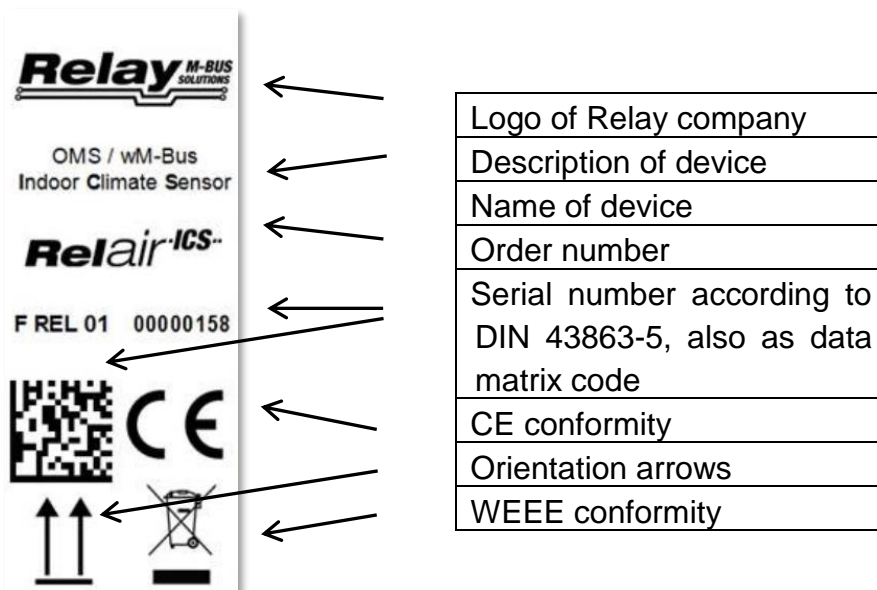 Relay M-BUS
SOLUTIONS
OMS / wM-Bus
Indoor Climate Sensor
Relair ·ICS··
F REL 01 00000158
CE
Logo of Relay company
Description of device
Name of device
Order number
Serial number according to
DIN 43863-5, also as data
matrix code
CE conformity
Orientation arrows
WEEE conformity